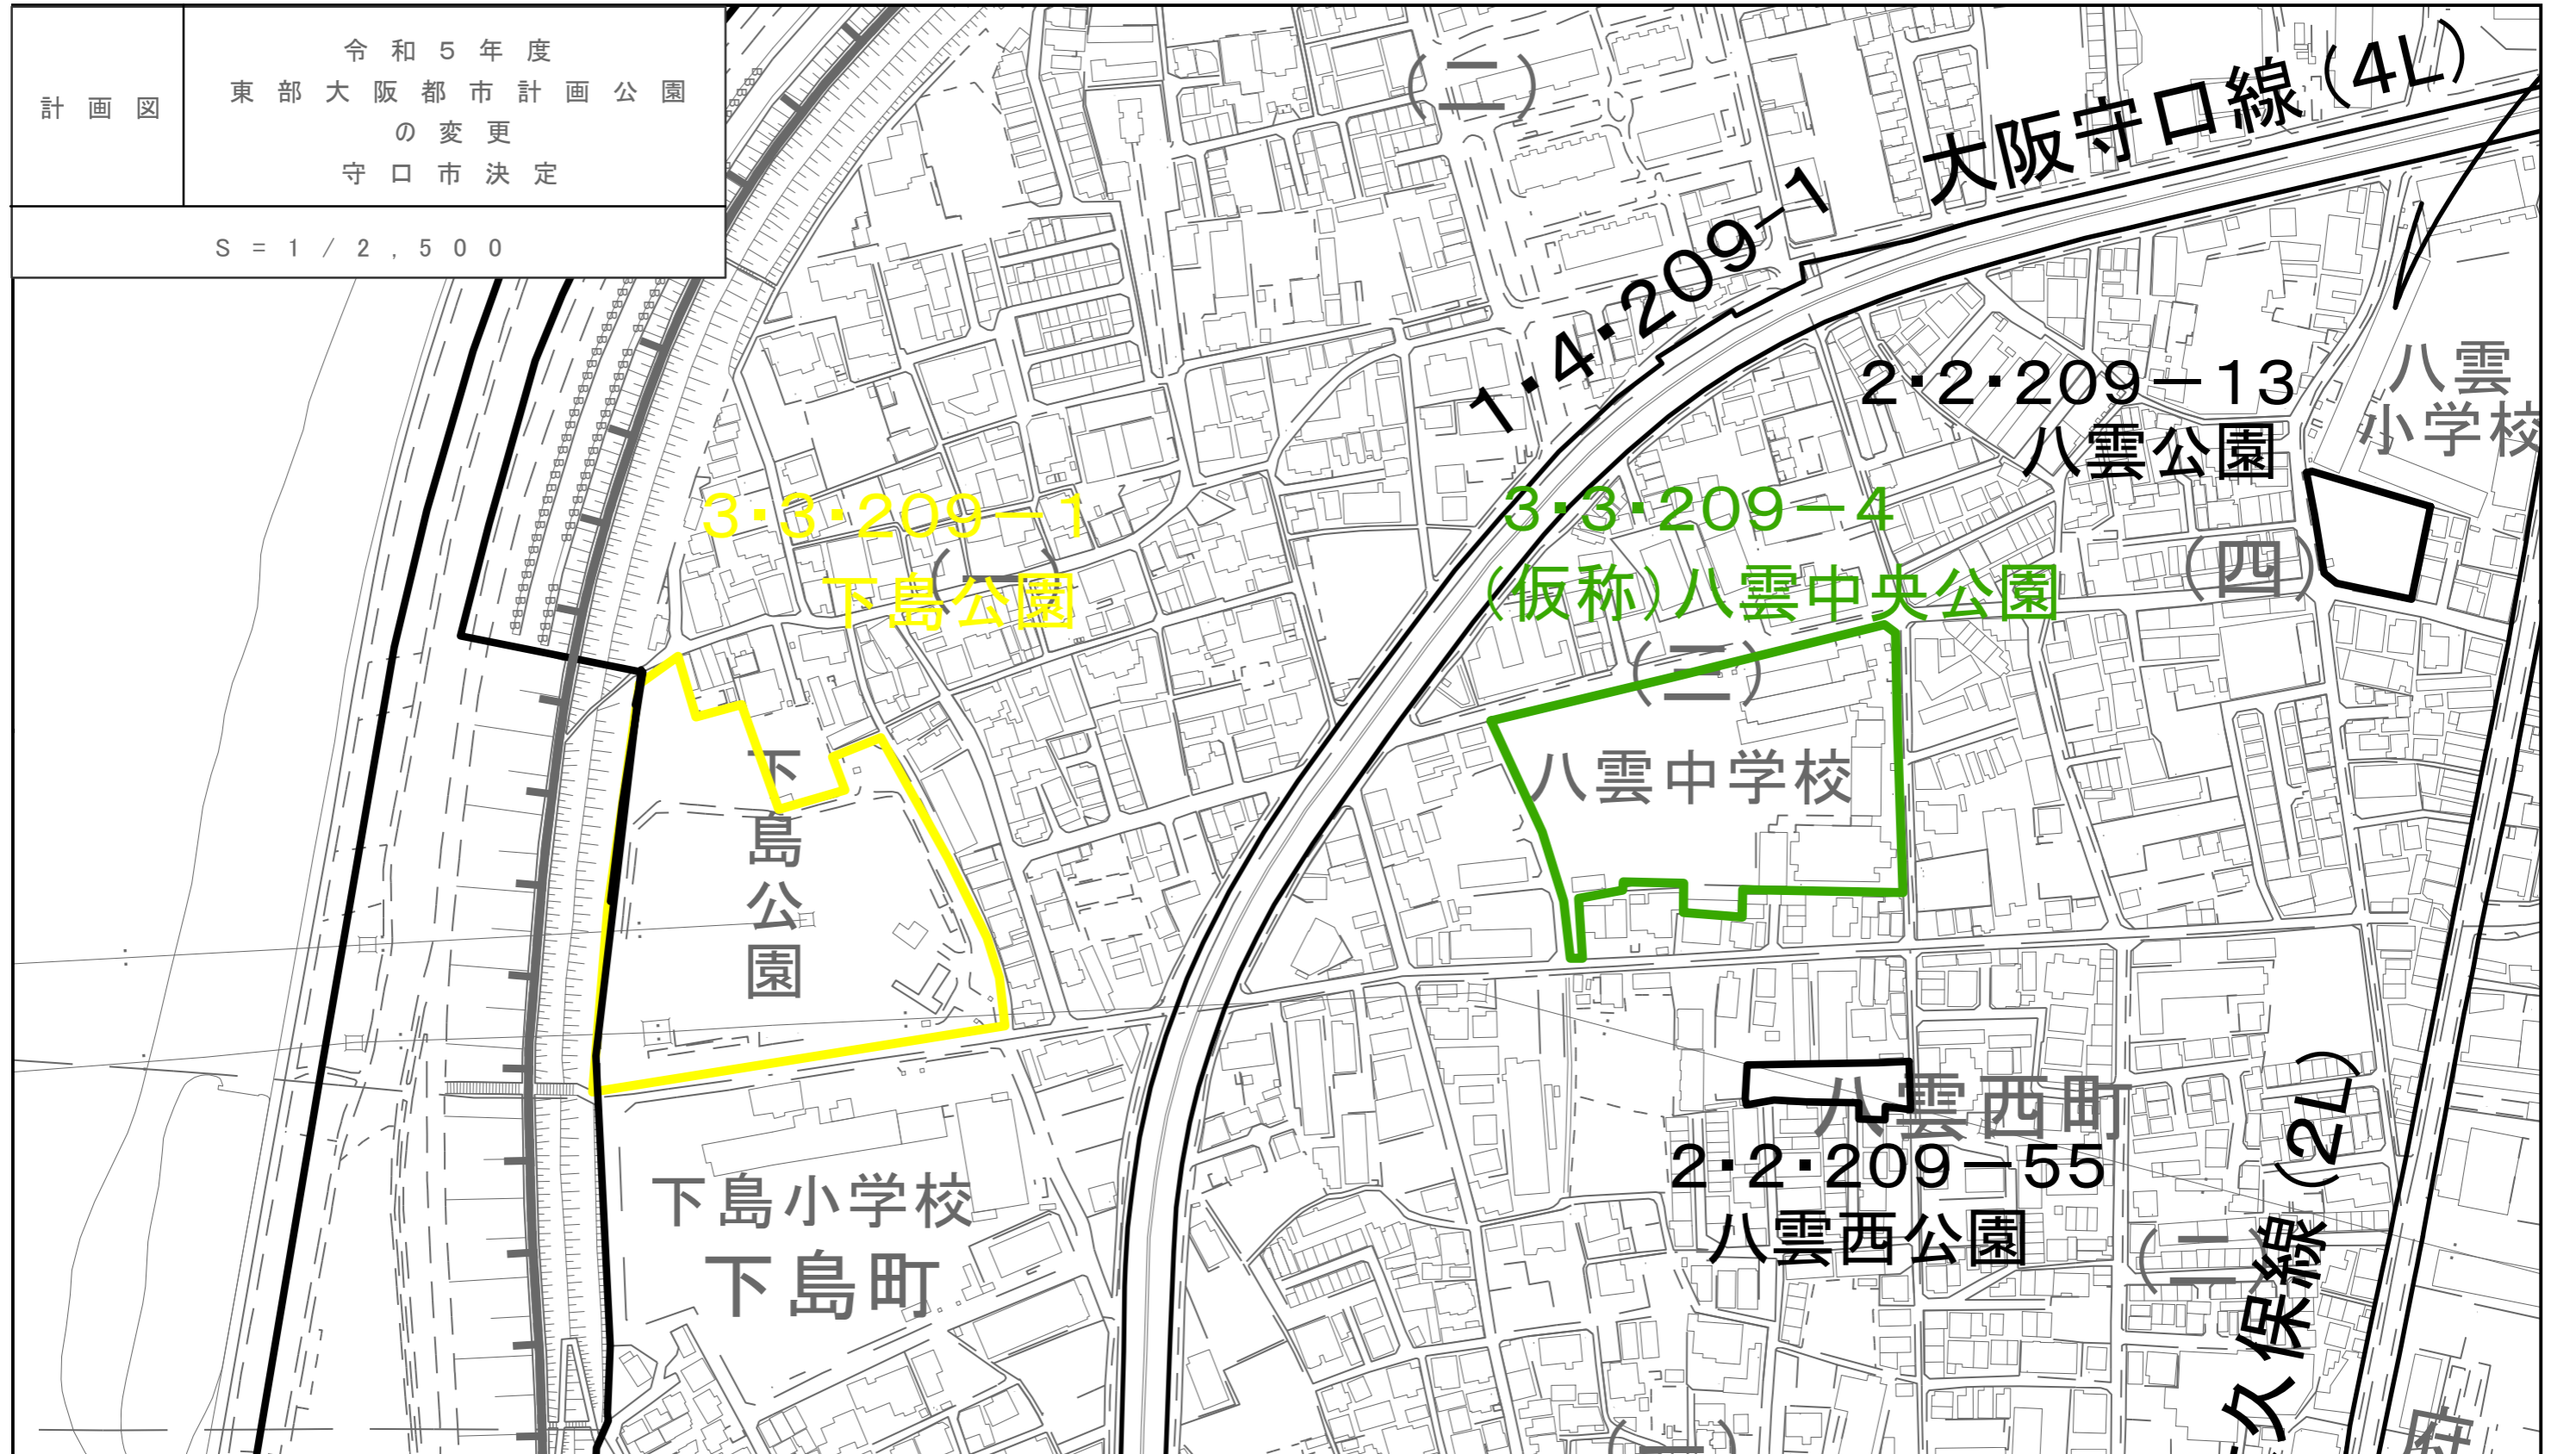 計画図
令和5年度
東部大阪都市計画公園
の変更
守口市決定
S=1/2,500
(二)
大阪守口線(4L)
1・4・209-1
2・2・209-13
八雲公園
八雲
小学校
3・3・209-1
(一)
下島公園
3・3・209-4
(仮称)八雲中央公園
(四)
(三)
八雲中学校
下島公園
八雲西町
2・2・209-55
八雲西公園
下島小学校
下島町
(二)
久保線(2L)